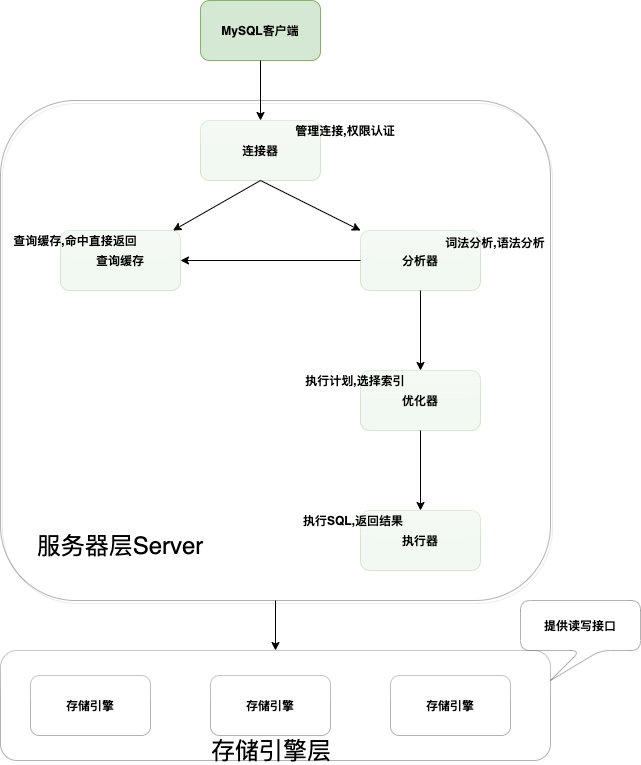 MySQL客户端
管理连接,权限认证
连接器
查询缓存,命中直接返回
查询缓存
词法分析,语法分析
分析器
执行计划,选择索引
优化器
执行SQL,返回结果
执行器
服务器层Server
提供读写接口
存储引擎
存储引擎
存储引擎
存储引擎层